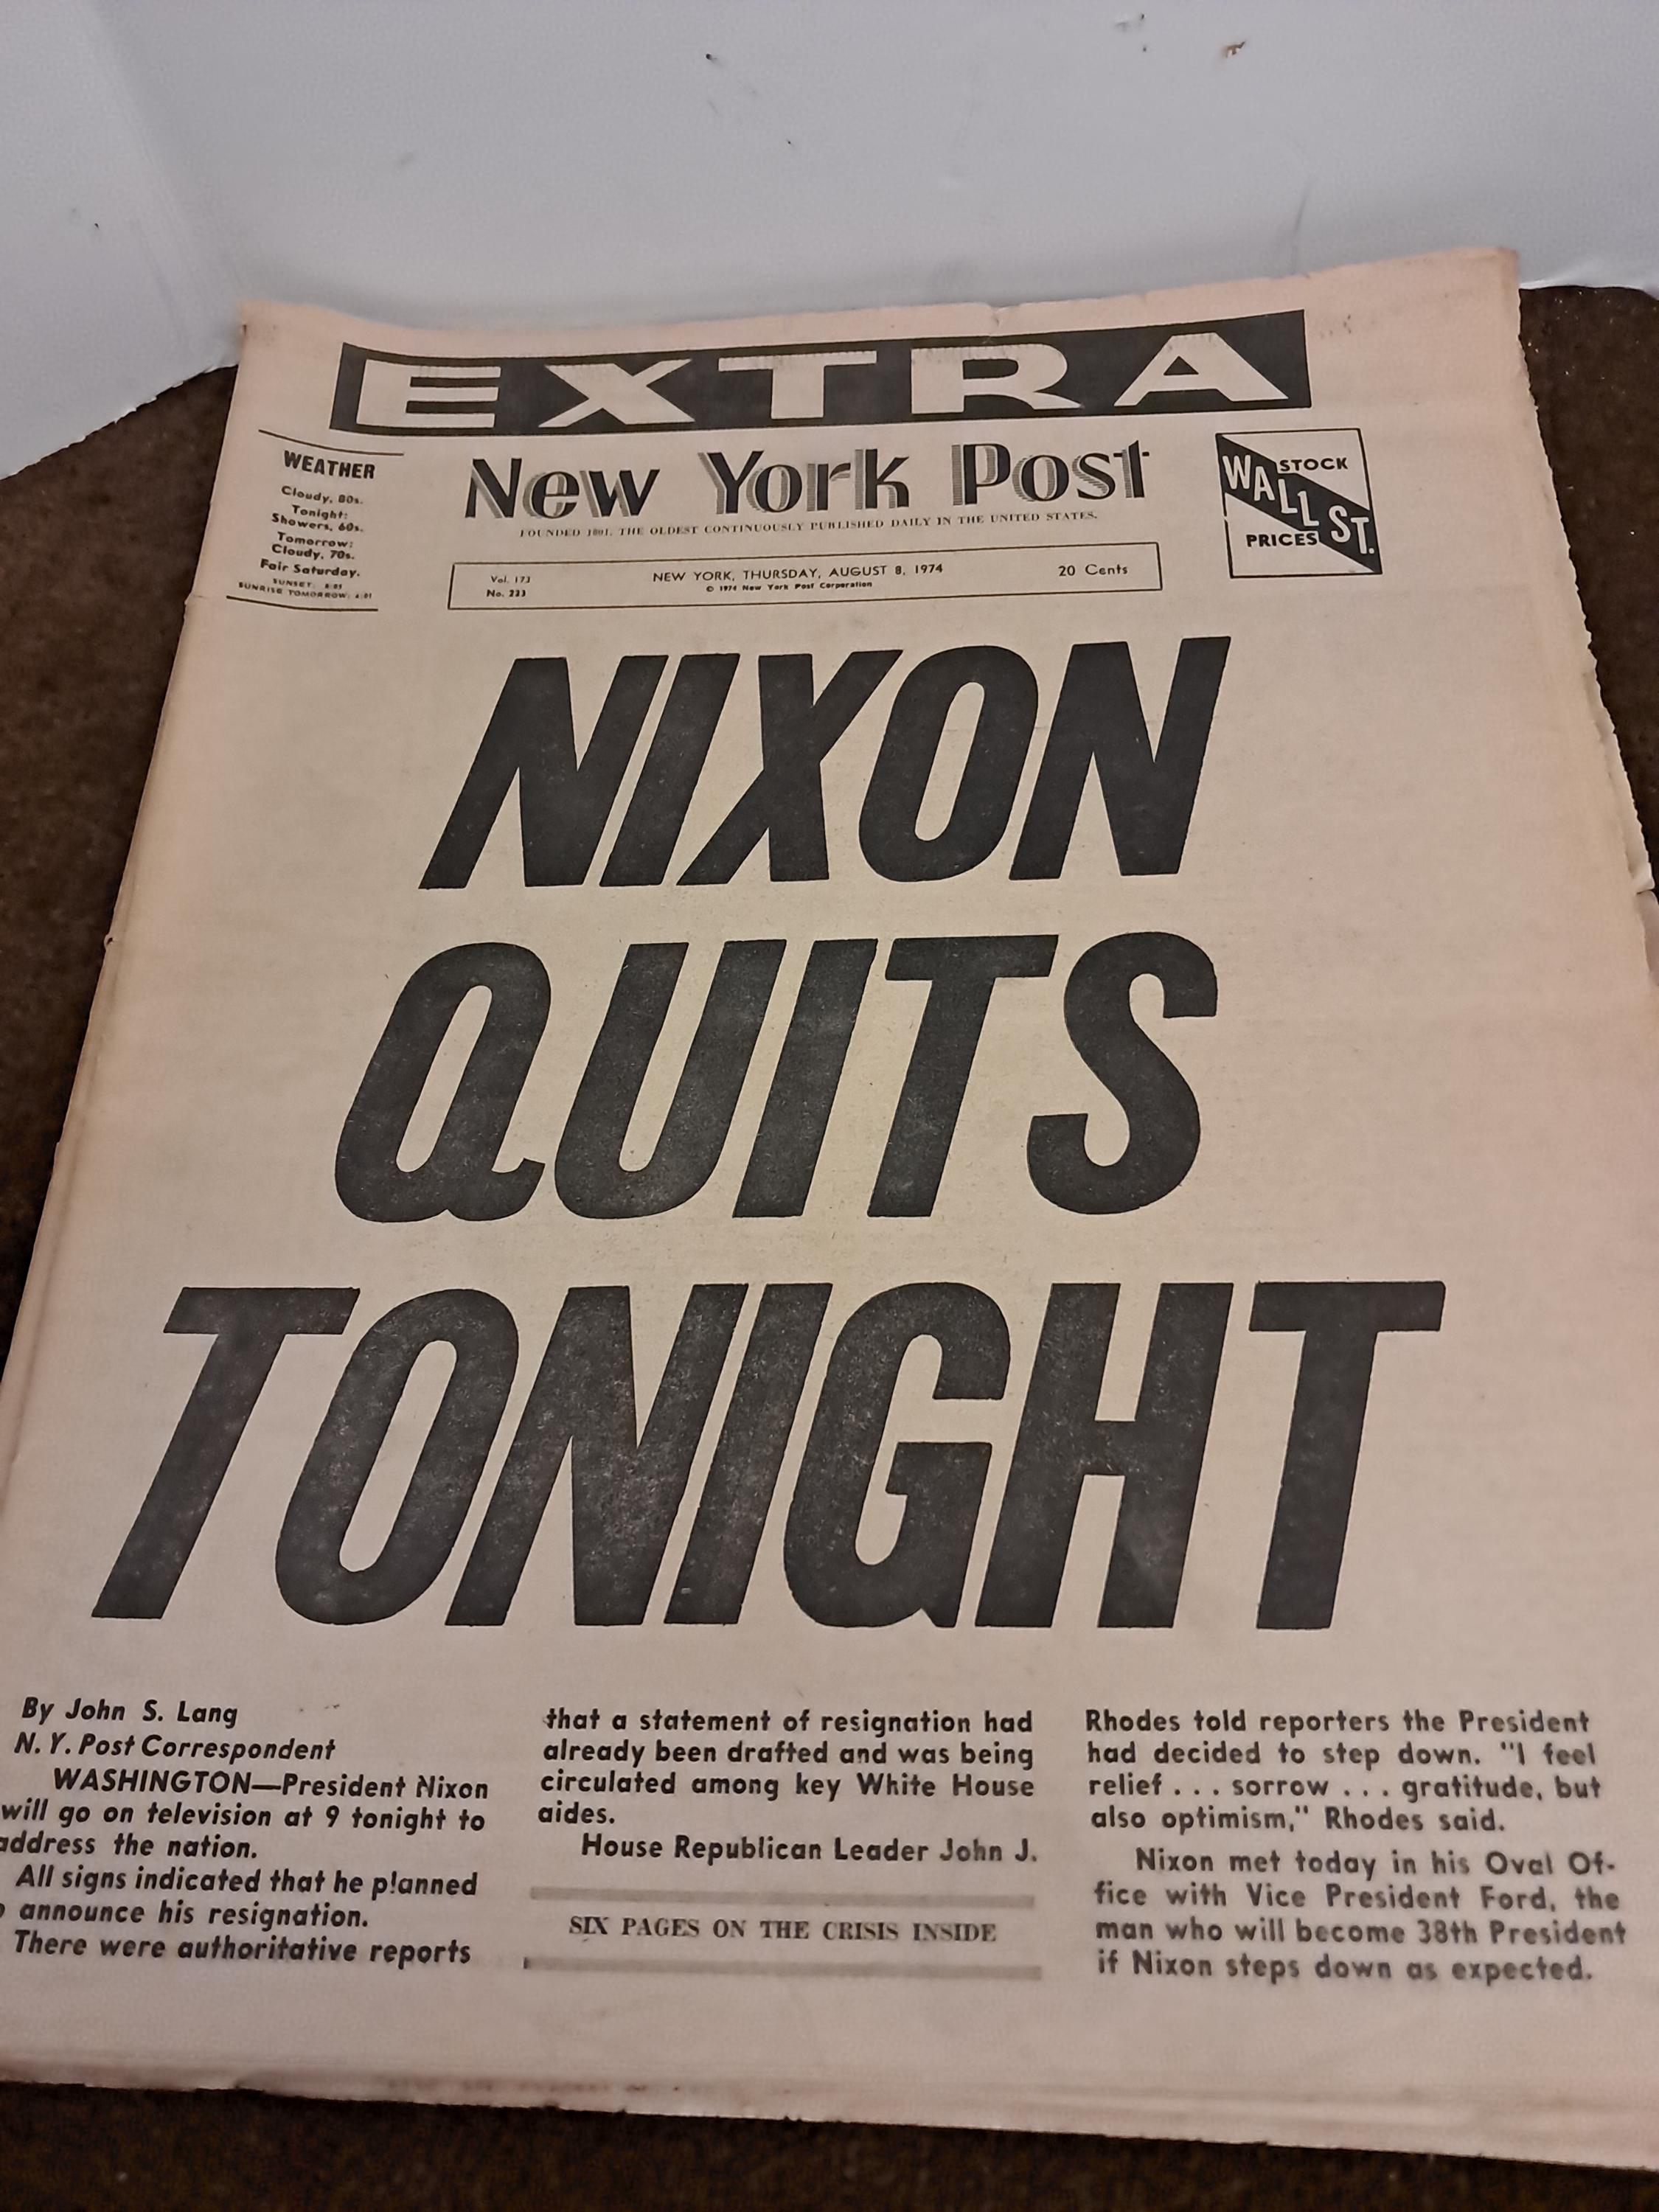 EXTRA
WEATHER
Cloudy, 80s.
Tonight:
Showers, 60s.
Tomorrow:
Cloudy, 70s.
Fair Saturday.
SUNSET:
SUNRISE TOMORROW:
New York Post
FOUNDED 1801. THE OLDEST CONTINUOUSLY PUBLISHED DAILY IN THE UNITED STATES.
Vol. 173
No. 223
NEW YORK, THURSDAY, AUGUST 8, 1974
© 1974 New York Post Corporation
20 Cents
WALL ST.
STOCK
PRICES
NIXON
QUITS
TONIGHT
By John S. Lang
N. Y. Post Correspondent
WASHINGTON—President Nixon
will go on television at 9 tonight to
address the nation.
All signs indicated that he planned
announce his resignation.
There were authoritative reports
that a statement of resignation had
already been drafted and was being
circulated among key White House
aides.
House Republican Leader John J.
SIX PAGES ON THE CRISIS INSIDE
Rhodes told reporters the President
had decided to step down. "I feel
relief . . . sorrow . . . gratitude, but
also optimism," Rhodes said.
Nixon met today in his Oval Of-
fice with Vice President Ford, the
man who will become 38th President
if Nixon steps down as expected.